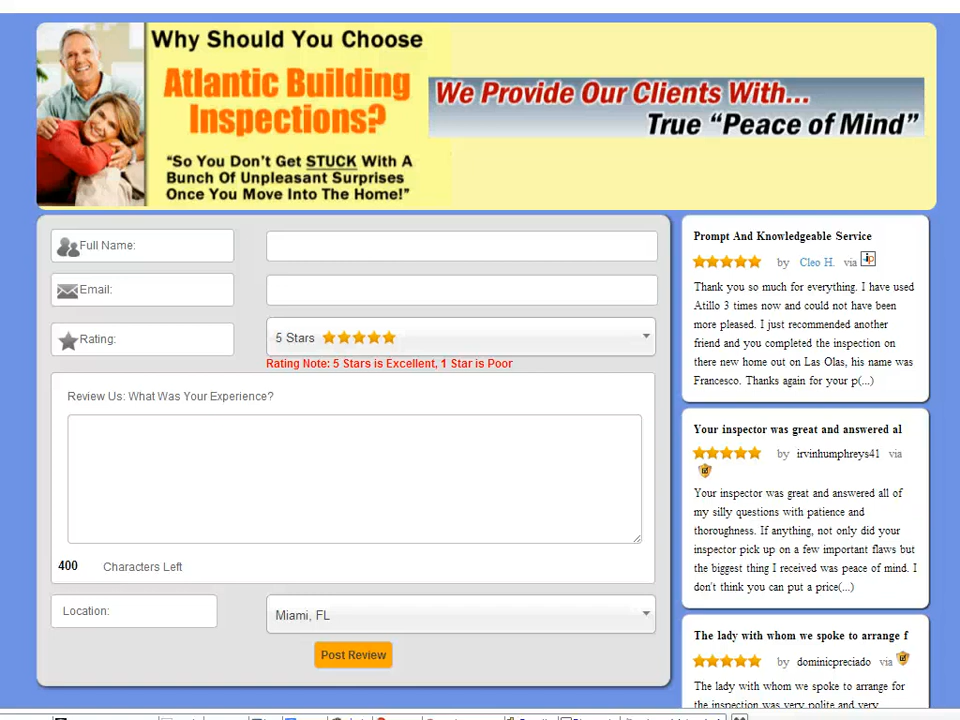 Why Should You Choose
Atlantic Building
Inspections?
"So You Don't Get STUCK With A
Bunch Of Unpleasant Surprises
Once You Move Into The Home!"
We Provide Our Clients With...
True "Peace of Mind"
Full Name:
Email:
Rating:
5 Stars
Rating Note: 5 Stars is Excellent, 1 Star is Poor
Review Us: What Was Your Experience?
400 Characters Left
Location:
Miami, FL
Post Review
Prompt And Knowledgeable Service
by Cleo H. via
Thank you so much for everything. I have used
Atillo 3 times now and could not have been
more pleased. I just recommended another
friend and you completed the inspection on
there new home out on Las Olas, his name was
Francesco. Thanks again for your p(...)
Your inspector was great and answered al
by irvinhumphreys41 via
Your inspector was great and answered all of
my silly questions with patience and
thoroughness. If anything, not only did your
inspector pick up on a few important flaws but
the biggest thing I received was peace of mind. I
don't think you can put a price(...)
The lady with whom we spoke to arrange f
by dominicpreciado via
The lady with whom we spoke to arrange for
the inspection was very polite and very